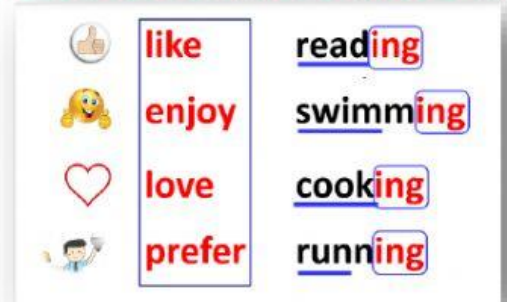 like reading
enjoy swimming
love cooking
prefer running